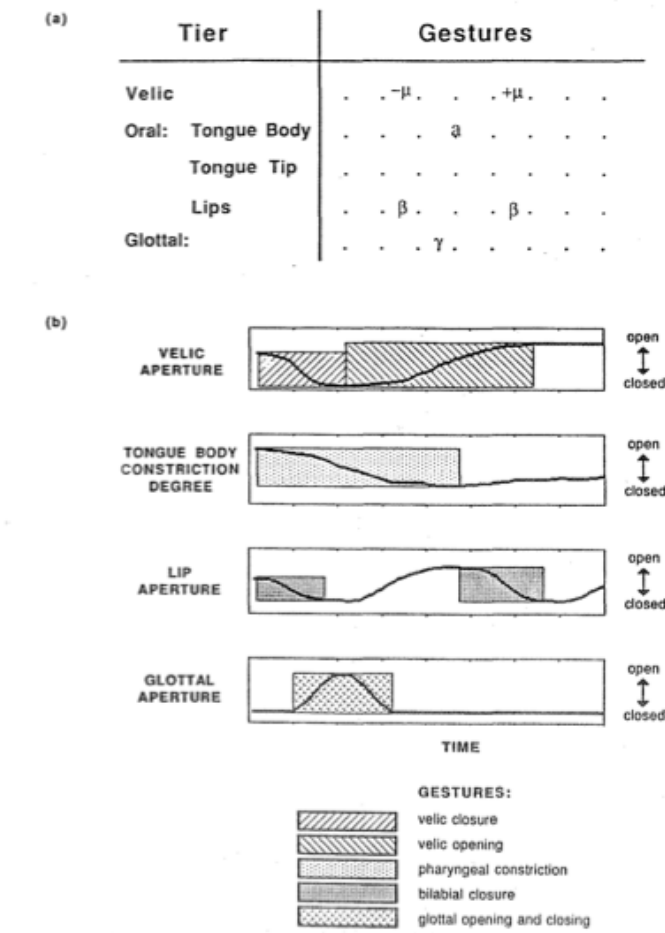 (a)
Tier Gestures
Velic . . -μ . . . +μ . . .
Oral: Tongue Body . . . . a . . . .
Tongue Tip . . . . . . . .
Lips . . β . . . β . . .
Glottal: . . . γ . . . . .
(b)
VELIC APERTURE
open
closed
TONGUE BODY CONSTRICTION DEGREE
open
closed
LIP APERTURE
open
closed
GLOTTAL APERTURE
open
closed
TIME
GESTURES:
velic closure
velic opening
pharyngeal constriction
bilabial closure
glottal opening and closing